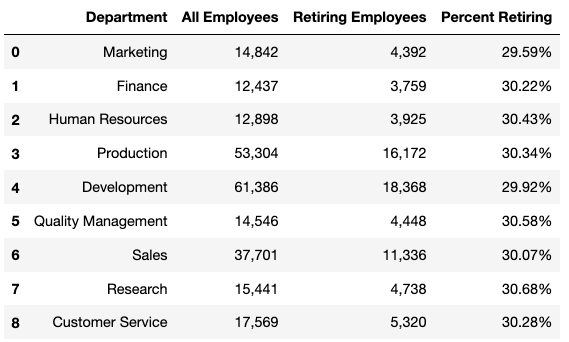 Department All Employees Retiring Employees Percent Retiring
0 Marketing 14,842 4,392 29.59%
1 Finance 12,437 3,759 30.22%
2 Human Resources 12,898 3,925 30.43%
3 Production 53,304 16,172 30.34%
4 Development 61,386 18,368 29.92%
5 Quality Management 14,546 4,448 30.58%
6 Sales 37,701 11,336 30.07%
7 Research 15,441 4,738 30.68%
8 Customer Service 17,569 5,320 30.28%